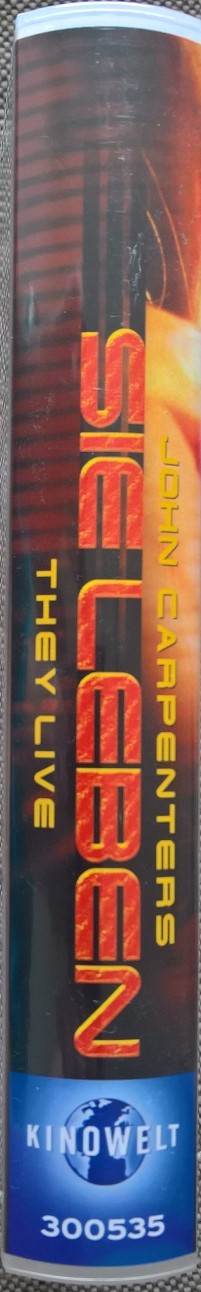 JOHN CARPENTERS
SIE LEBEN
THEY LIVE
KINOWELT
300535